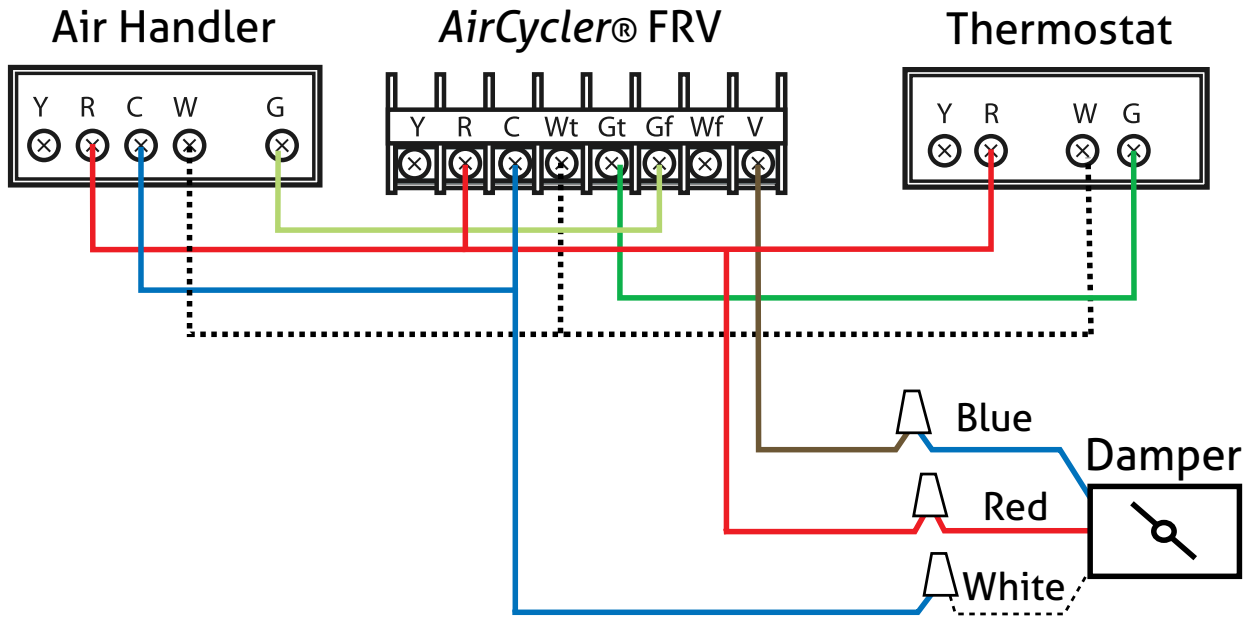 Air Handler
AirCycler® FRV
Thermostat
Y R C W G
Y R C Wt Gt Gf Wf V
Y R W G
Blue
Damper
Red
White